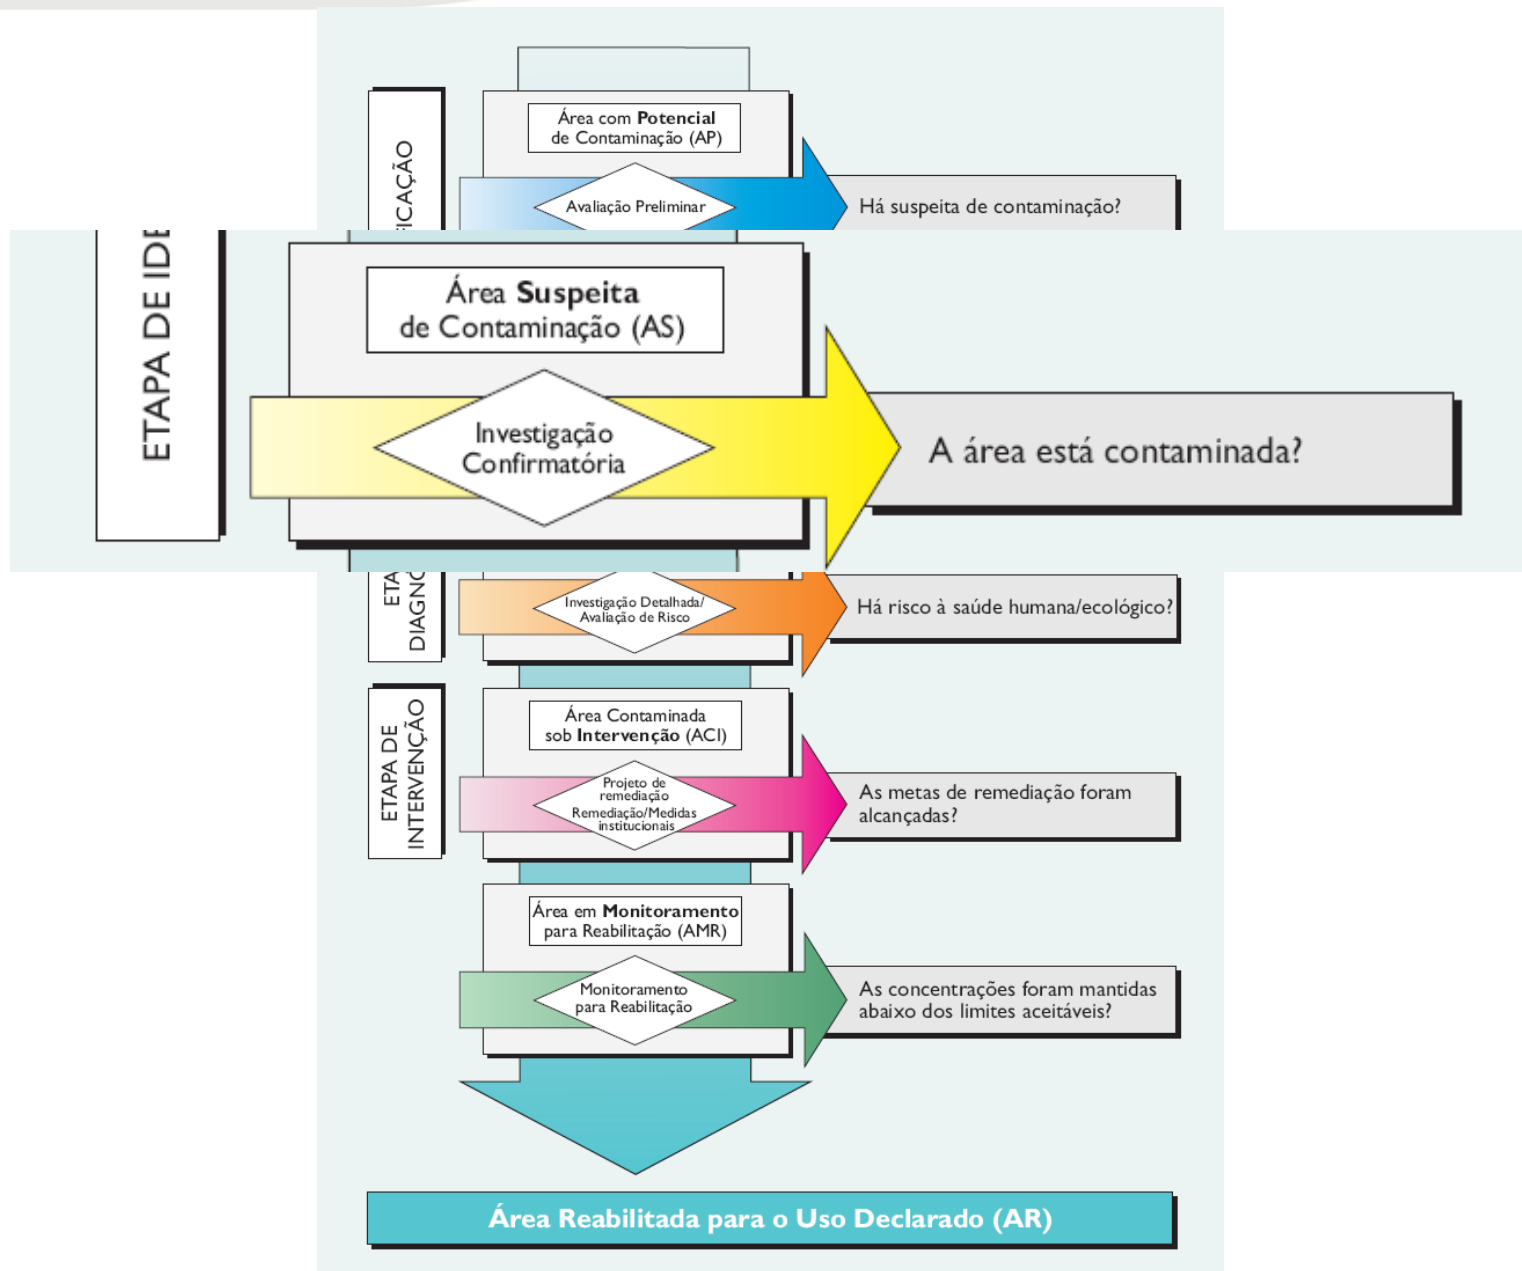 Área com Potencial
de Contaminação (AP)
FICAÇÃO
Avaliação Preliminar
Há suspeita de contaminação?
ETAPA DE IDE
Área Suspeita
de Contaminação (AS)
Investigação
Confirmatória
A área está contaminada?
ETA
DIAGNO
Investigação Detalhada/
Avaliação de Risco
Há risco à saúde humana/ecológico?
ETAPA DE
INTERVENÇÃO
Área Contaminada
sob Intervenção (ACI)
Projeto de
remediação
Remediação/Medidas
institucionais
As metas de remediação foram
alcançadas?
Área em Monitoramento
para Reabilitação (AMR)
Monitoramento
para Reabilitação
As concentrações foram mantidas
abaixo dos limites aceitáveis?
Área Reabilitada para o Uso Declarado (AR)